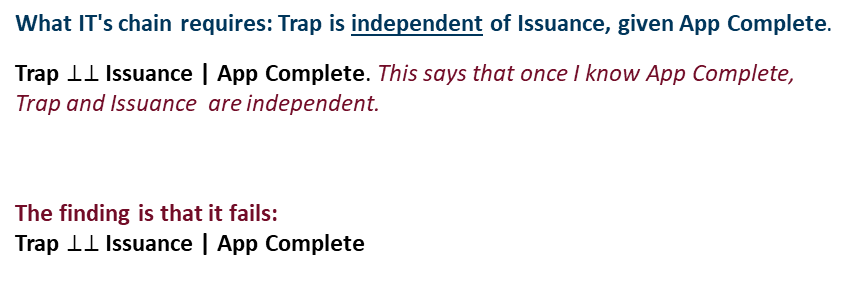 What IT's chain requires: Trap is independent of Issuance, given App Complete.
Trap ⊥⊥ Issuance | App Complete. This says that once I know App Complete,
Trap and Issuance are independent.
The finding is that it fails:
Trap ⊥⊥ Issuance | App Complete